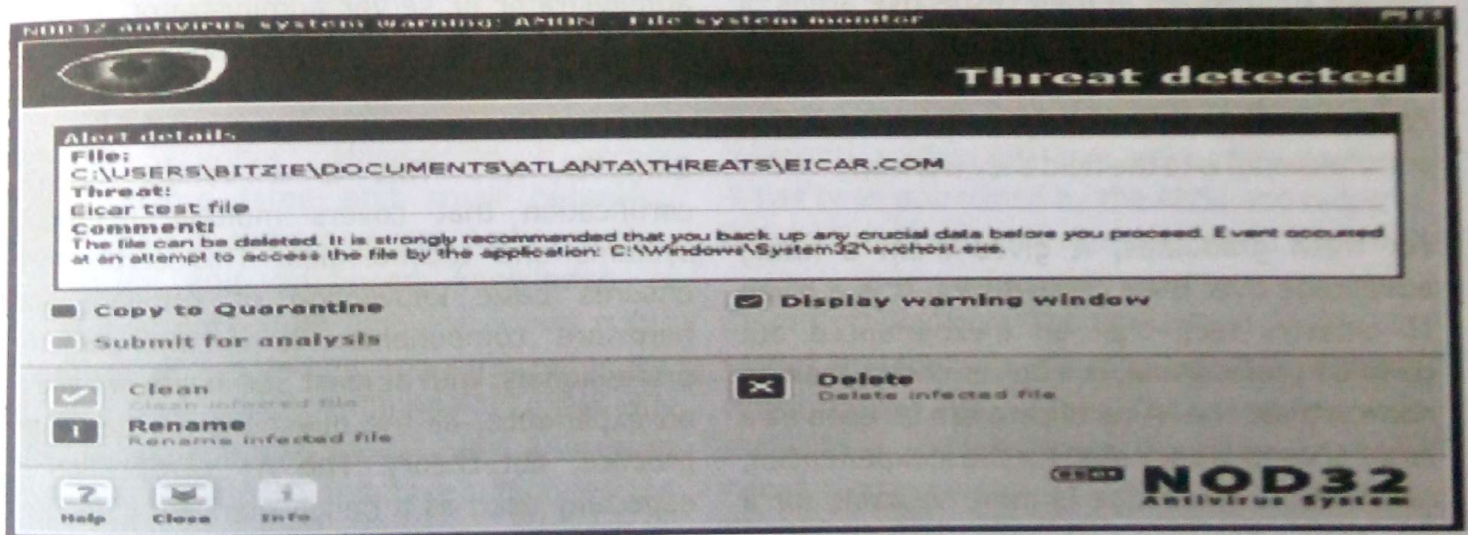 NOD32 antivirus system warning: AMON - File system monitor
Threat detected
Alert details
File:
C:\USERS\BITZIE\DOCUMENTS\ATLANTA\THREATS\EICAR.COM
Threat:
Eicar test file
Comment:
The file can be deleted. It is strongly recommended that you back up any crucial data before you proceed. Event occurred
at an attempt to access the file by the application: C:\Windows\System32\svchost.exe.
Copy to Quarantine
Display warning window
Submit for analysis
Clean
Clean infected file
Delete
Delete infected file
Rename
Rename infected file
Help
Close
Info
eset NOD32
Antivirus System